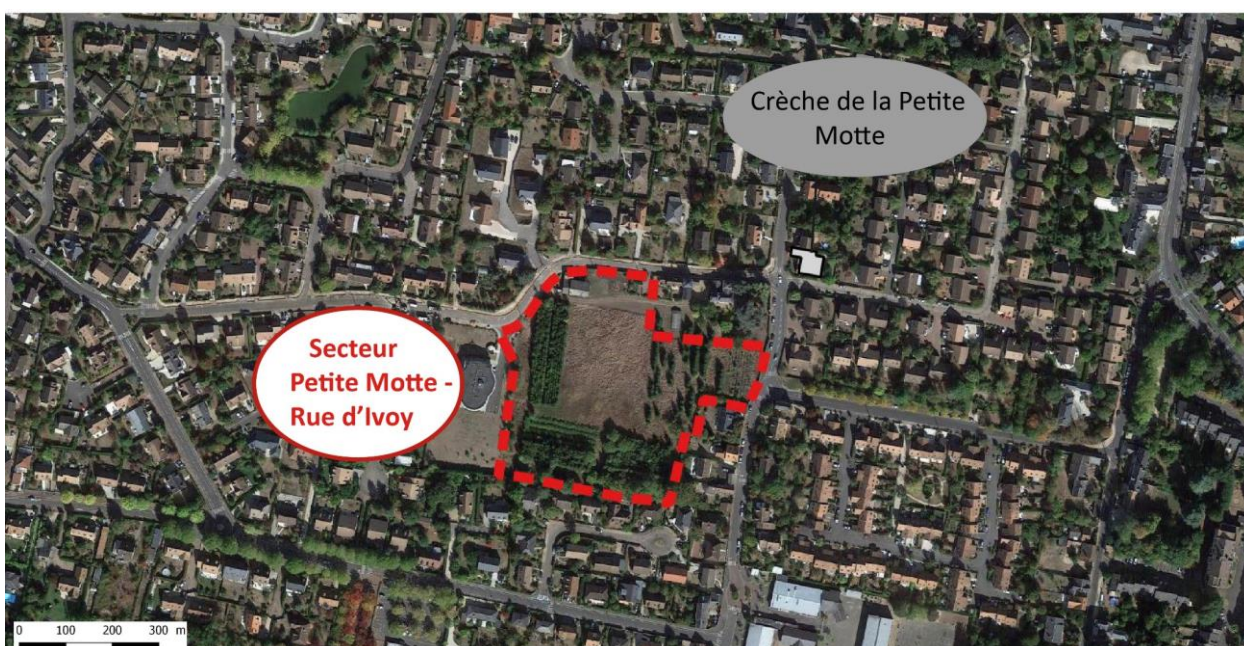 Crèche de la Petite
Motte
Secteur
Petite Motte -
Rue d'Ivoy
0 100 200 300 m